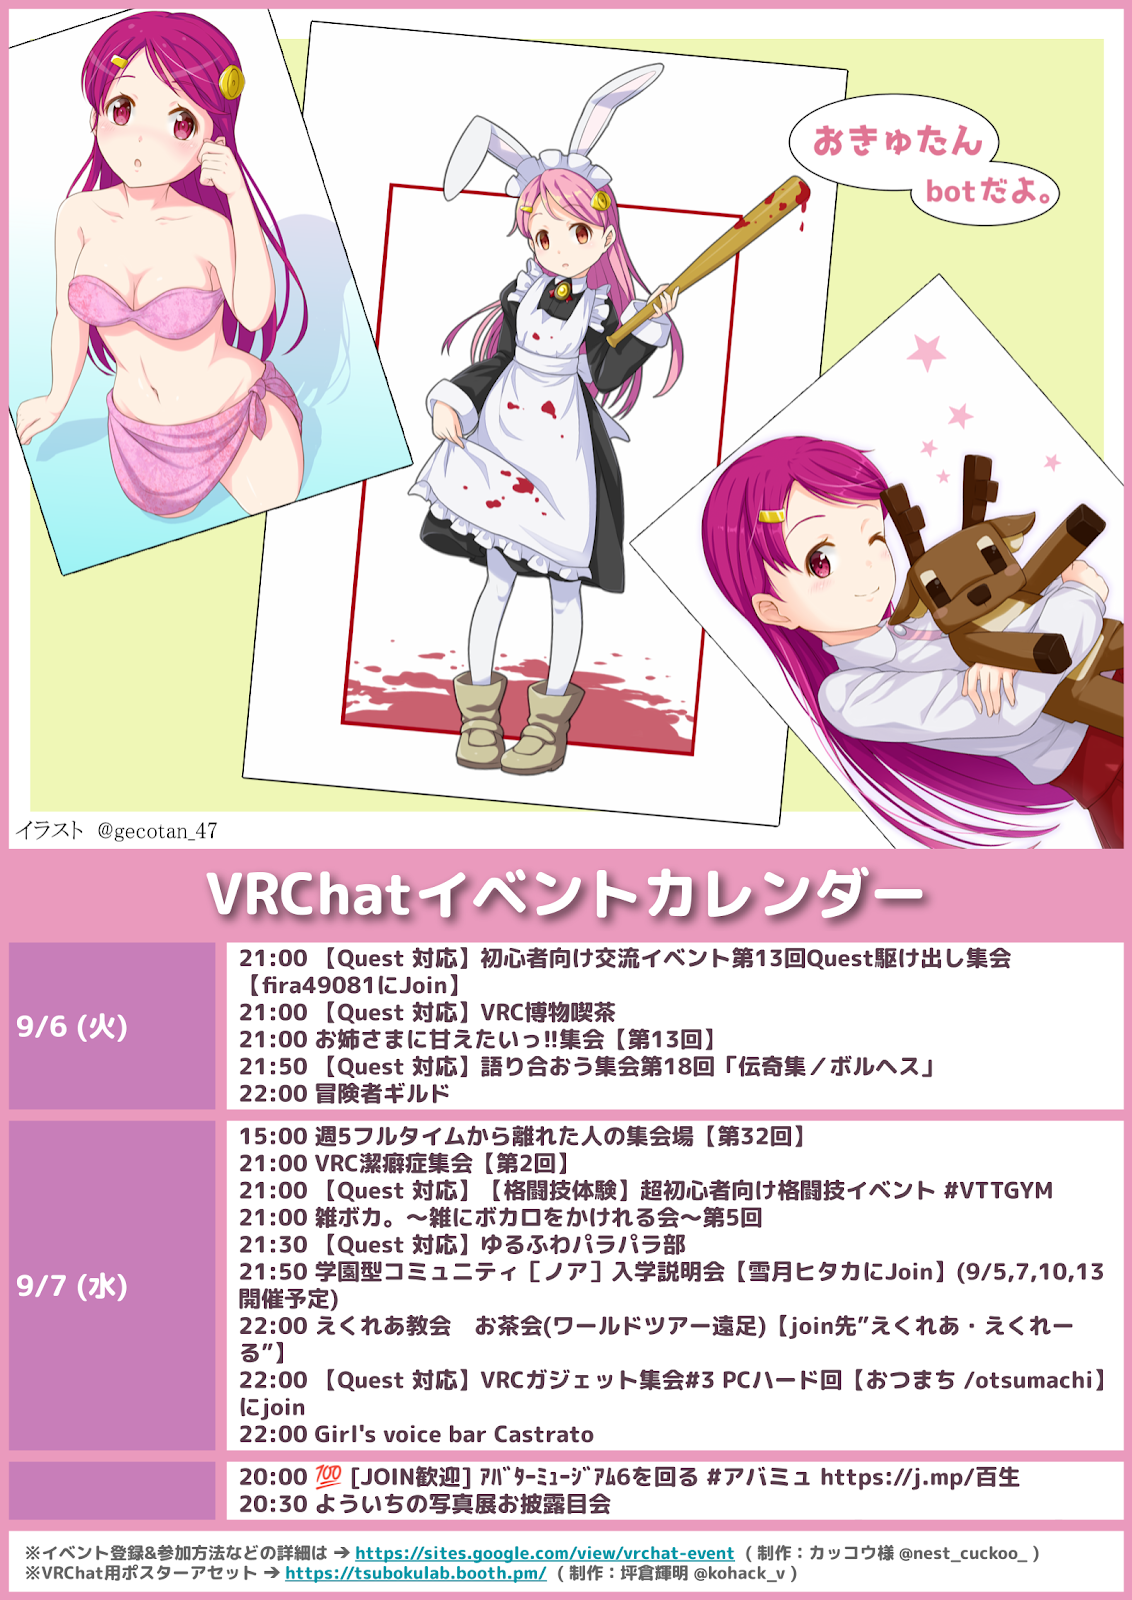 おきゅたん
botだよ。
イラスト @gecotan_47
VRChatイベントカレンダー
9/6 (火)
21:00 【Quest 対応】初心者向け交流イベント第13回Quest駆け出し集会
【fira49081にJoin】
21:00 【Quest 対応】VRC博物喫茶
21:00 お姉さまに甘えたいっ!!集会【第13回】
21:50 【Quest 対応】語り合おう集会第18回「伝奇集／ボルヘス」
22:00 冒険者ギルド
9/7 (水)
15:00 週5フルタイムから離れた人の集会場【第32回】
21:00 VRC潔癖症集会【第2回】
21:00 【Quest 対応】【格闘技体験】超初心者向け格闘技イベント #VTTGYM
21:00 雑ボカ。～雑にボカロをかけれる会～第5回
21:30 【Quest 対応】ゆるふわパラパラ部
21:50 学園型コミュニティ［ノア］入学説明会【雪月ヒタカにJoin】(9/5,7,10,13
開催予定)
22:00 えくれあ教会　お茶会(ワールドツアー遠足)【join先”えくれあ・えくれー
る”】
22:00 【Quest 対応】VRCガジェット集会#3 PCハード回【おつまち /otsumachi】
にjoin
22:00 Girl's voice bar Castrato
20:00 💯 [JOIN歓迎] ｱﾊﾞﾀｰﾐｭｰｼﾞｱﾑ6を回る #アバミュ https://j.mp/百生
20:30 よういちの写真展お披露目会
※イベント登録&参加方法などの詳細は ➔ https://sites.google.com/view/vrchat-event ( 制作：カッコウ様 @nest_cuckoo_ )
※VRChat用ポスターアセット ➔ https://tsubokulab.booth.pm/ ( 制作：坪倉輝明 @kohack_v )